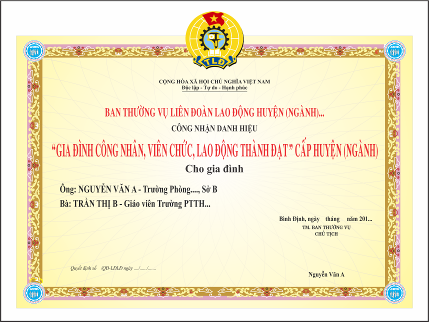 TLĐ
CỘNG HÒA XÃ HỘI CHỦ NGHĨA VIỆT NAM
Độc lập - Tự do - Hạnh phúc
BAN THƯỜNG VỤ LIÊN ĐOÀN LAO ĐỘNG HUYỆN (NGÀNH)...
CÔNG NHẬN DANH HIỆU
“GIA ĐÌNH CÔNG NHÂN, VIÊN CHỨC, LAO ĐỘNG THÀNH ĐẠT” CẤP HUYỆN (NGÀNH)
Cho gia đình
Ông: NGUYỄN VĂN A - Trưởng Phòng...., Sở B
Bà: TRẦN THỊ B - Giáo viên Trường PTTH...
Bình Định, ngày tháng năm 201...
TM. BAN THƯỜNG VỤ
CHỦ TỊCH
Quyết định số /QĐ-LĐLĐ ngày ..../..../....
Nguyễn Văn A